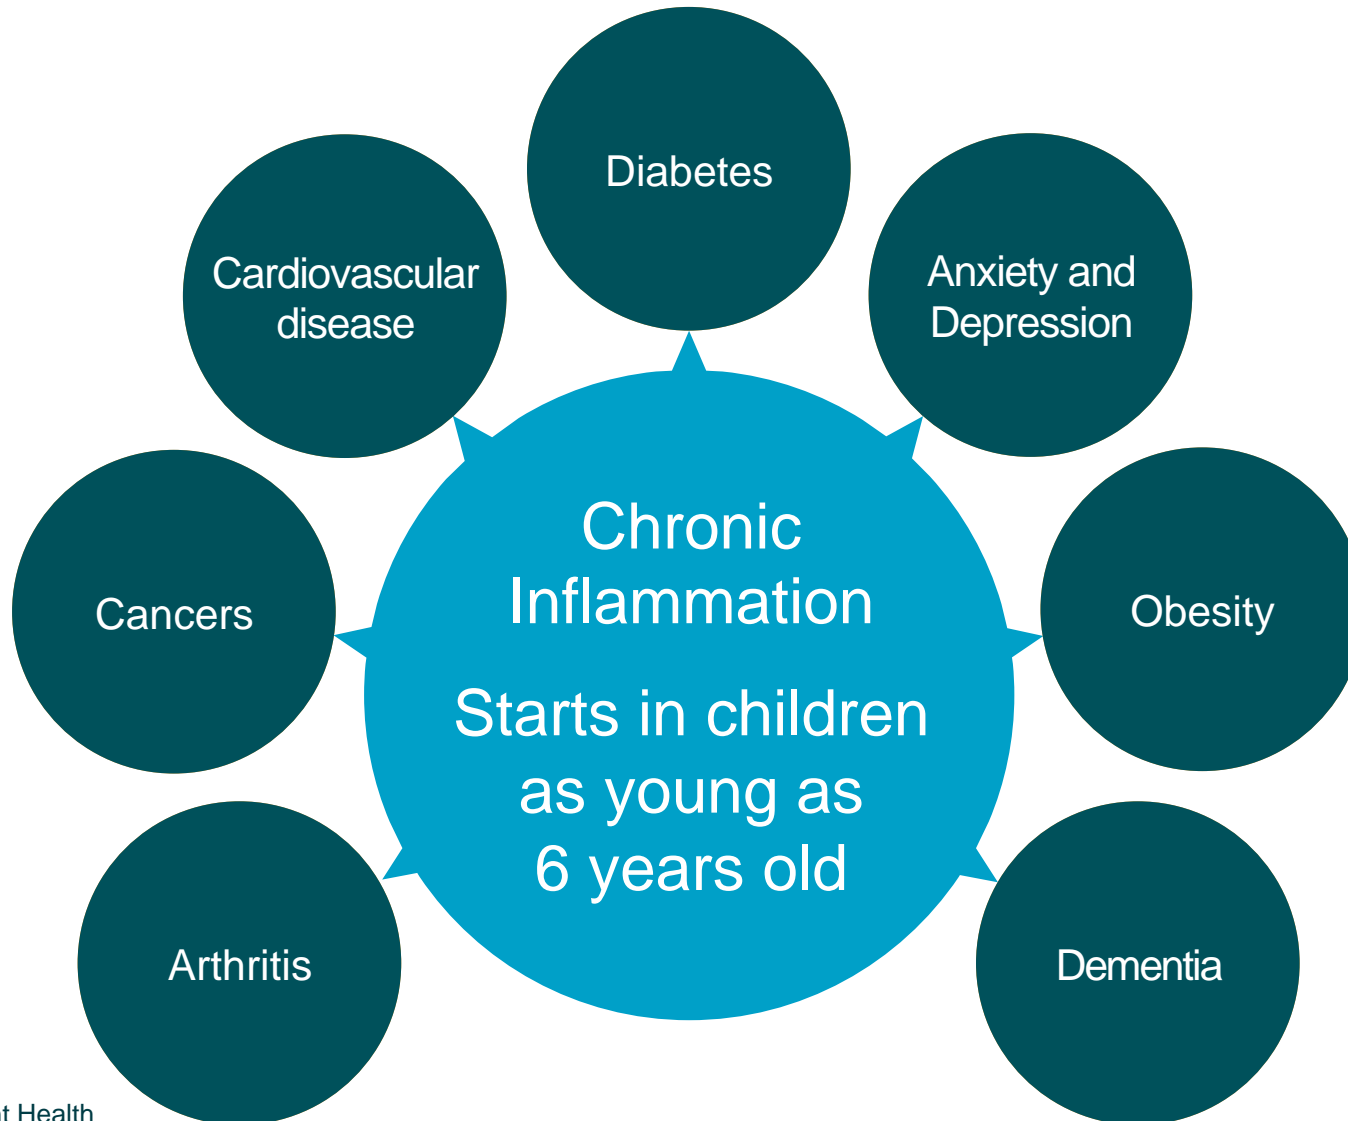 Diabetes
Cardiovascular
disease
Anxiety and
Depression
Chronic
Inflammation
Starts in children
as young as
6 years old
Cancers
Obesity
Arthritis
Dementia
Health